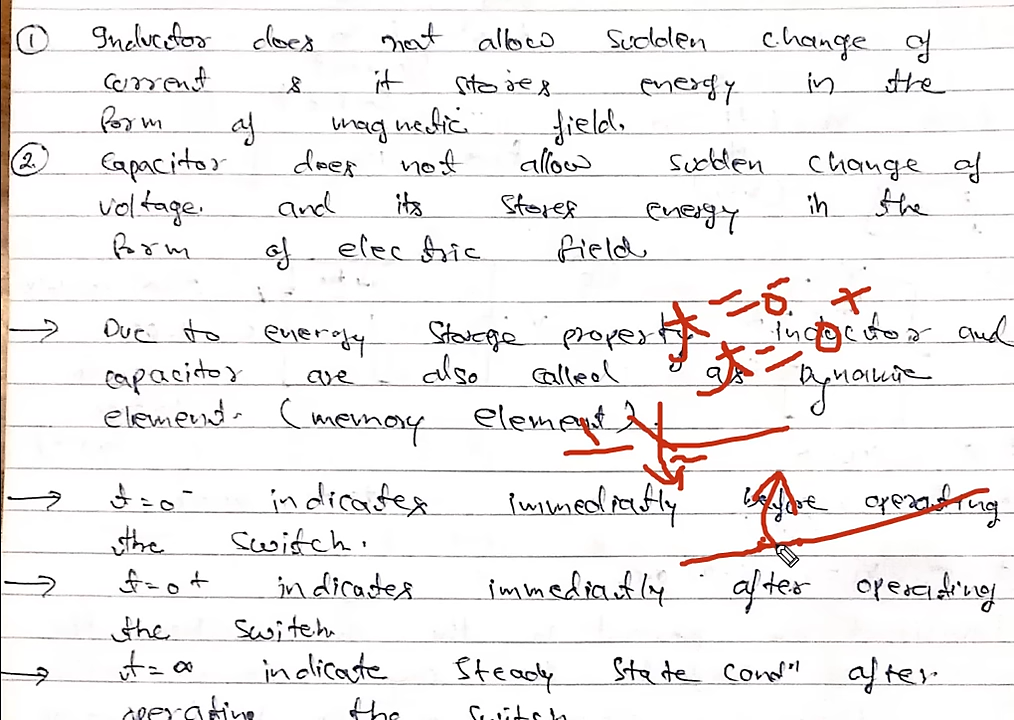 ① Inductor does not allow sudden change of
current & it stores energy in the
form of magnetic field.
② Capacitor does not allow sudden change of
voltage. and its stores energy in the
form of electric field.
t = 0⁻ +
→ Due to energy storage property inductor and
t = 0
capacitor are also called as Dynamic
element. (memory element)
→ t=0⁻ indicates immediatly before operating
the switch.
→ t=0+ indicates immediatly after operating
the switch
→ t=∞ indicate steady state condⁿ after
operating the switch